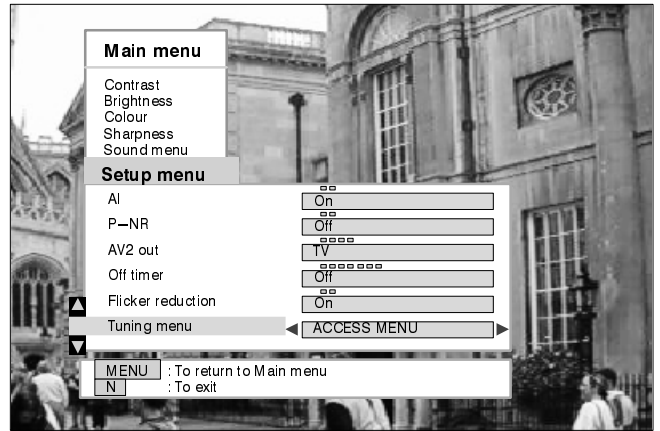 Main menu
Contrast
Brightness
Colour
Sharpness
Sound menu
Setup menu
AI On
P–NR Off
AV2 out TV
Off timer Off
Flicker reduction On
Tuning menu ACCESS MENU
MENU : To return to Main menu
N : To exit